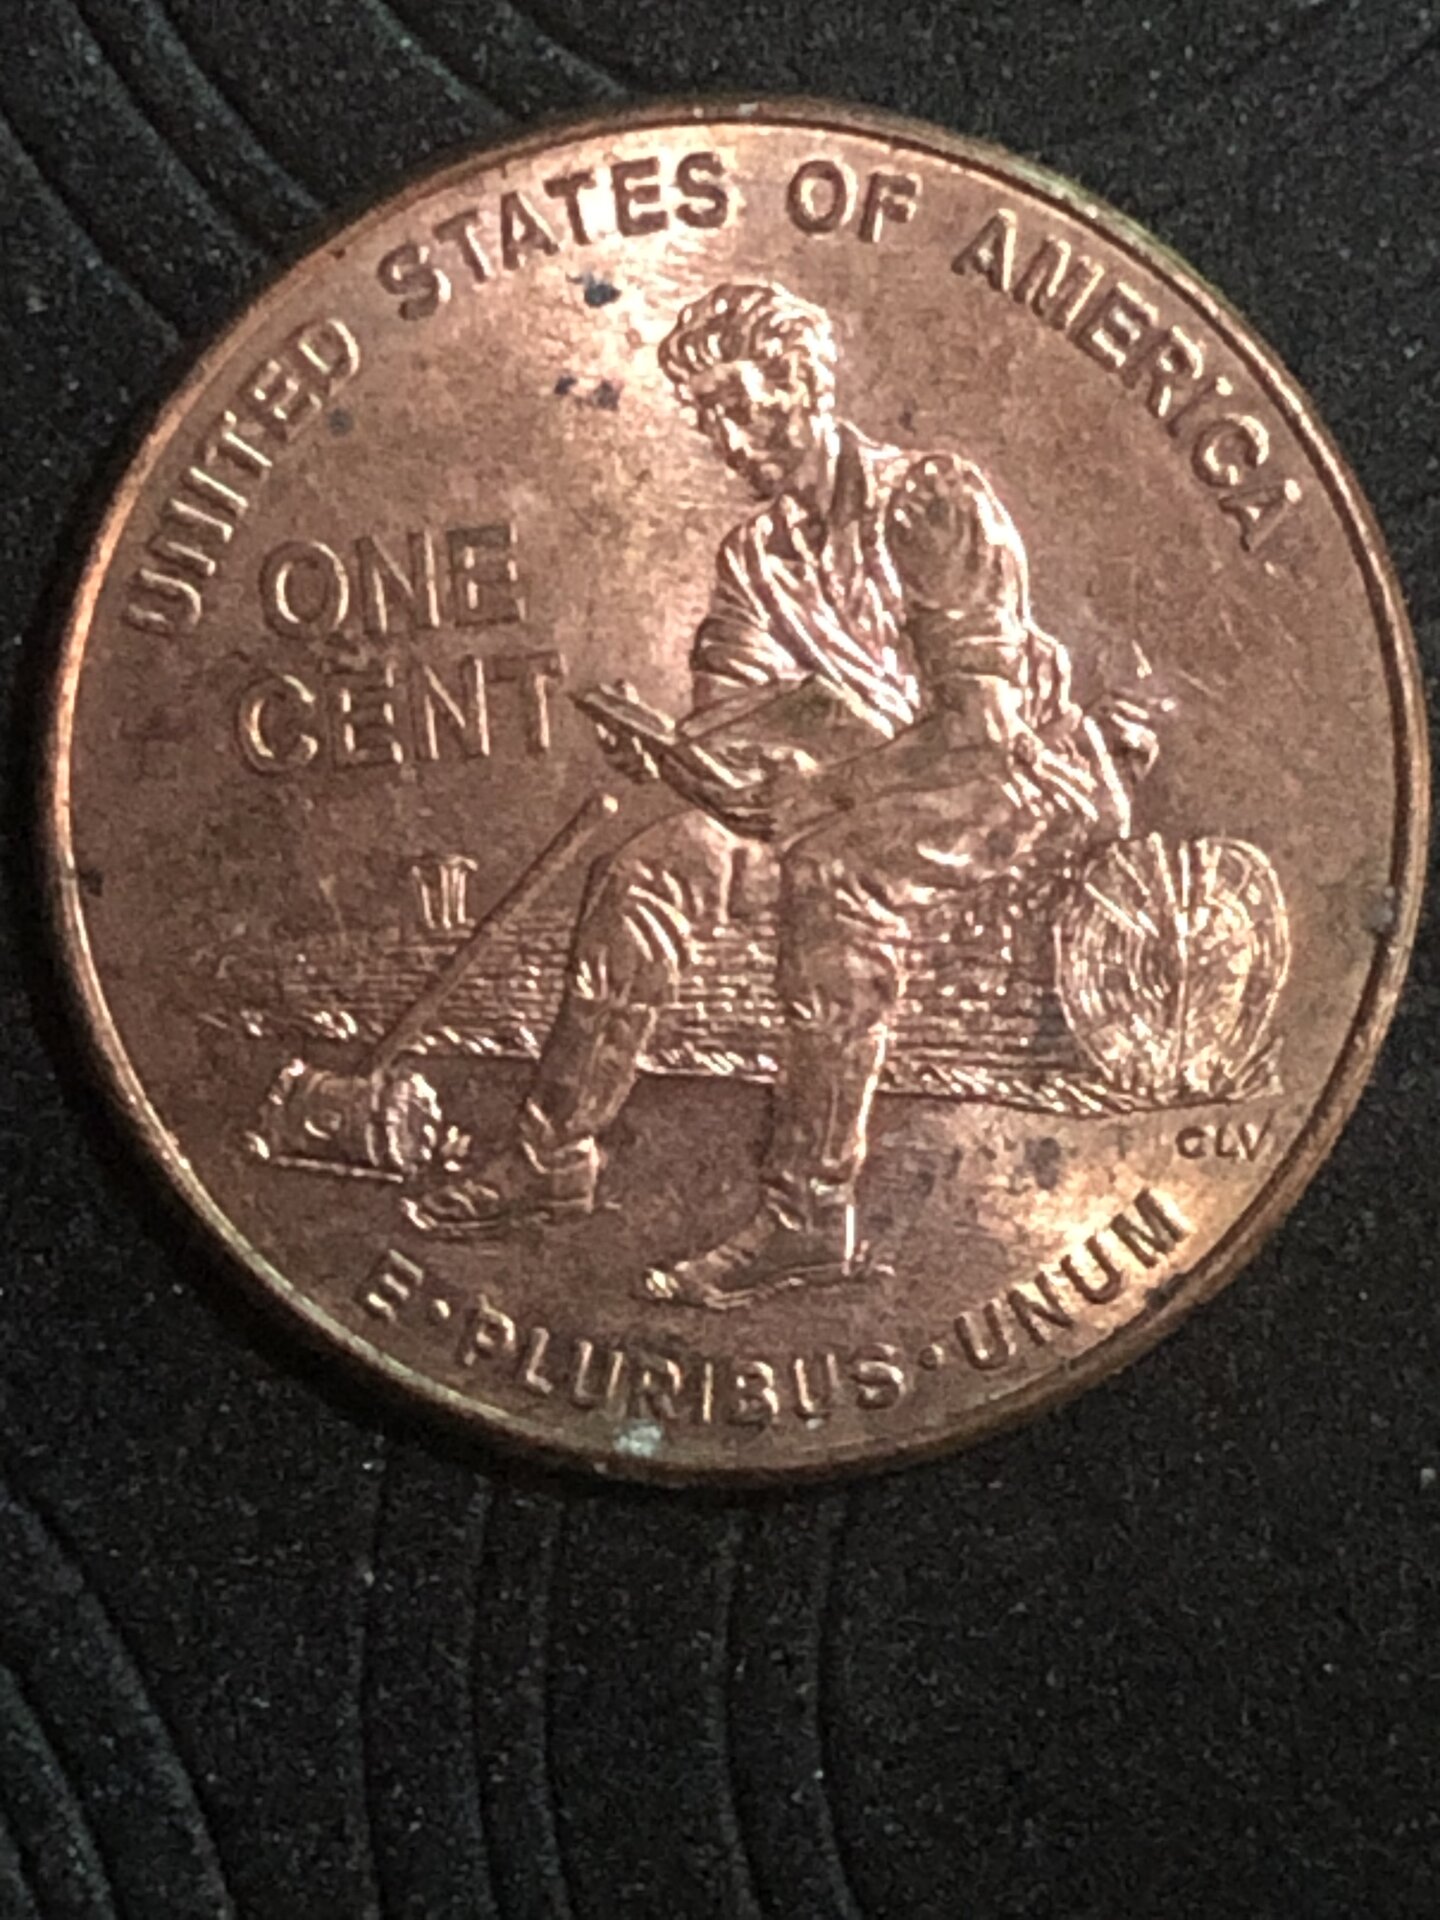 UNITED STATES OF AMERICA
ONE
CENT
CLV
E·PLURIBUS·UNUM